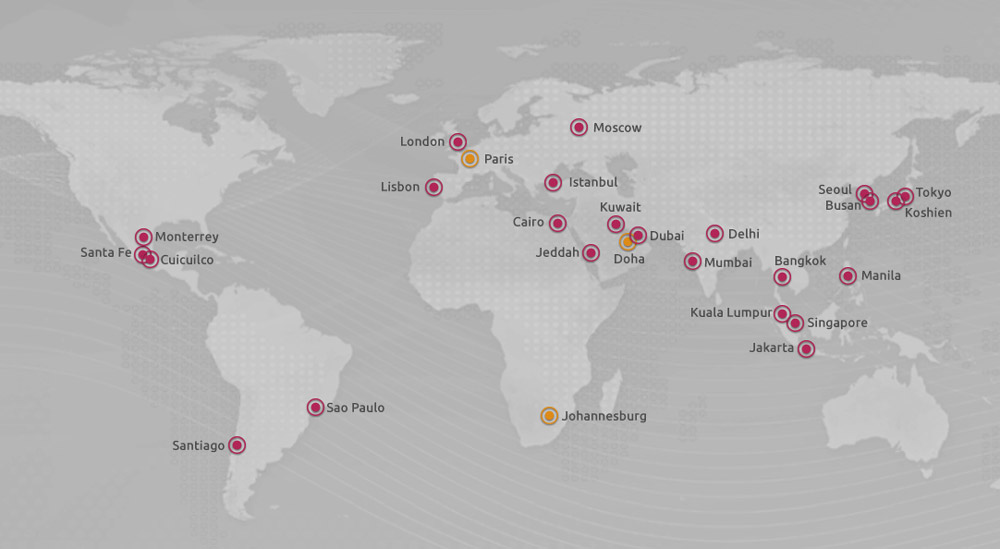 Moscow
London
Paris
Istanbul
Lisbon
Seoul
Tokyo
Busan
Koshien
Kuwait
Cairo
Dubai
Delhi
Monterrey
Santa Fe
Cuicuilco
Jeddah
Doha
Mumbai
Bangkok
Manila
Kuala Lumpur
Singapore
Jakarta
Sao Paulo
Johannesburg
Santiago